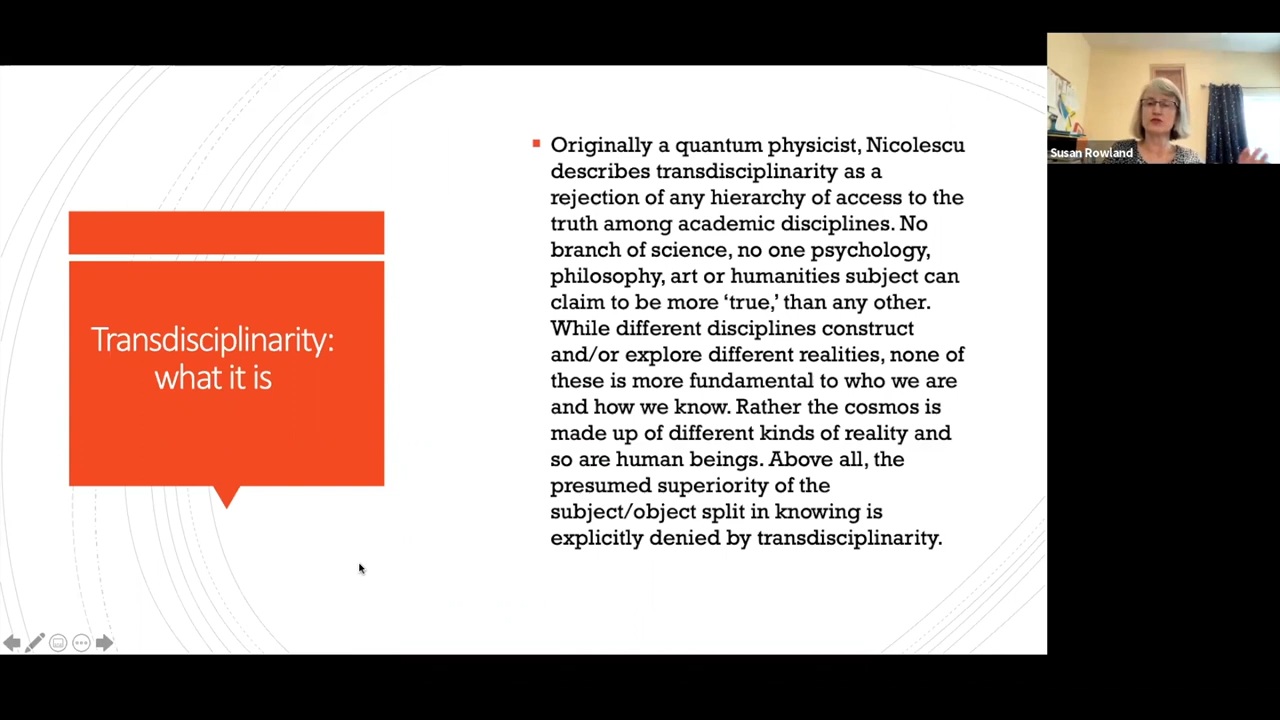 Transdisciplinarity:
what it is
Originally a quantum physicist, Nicolescu
describes transdisciplinarity as a
rejection of any hierarchy of access to the
truth among academic disciplines. No
branch of science, no one psychology,
philosophy, art or humanities subject can
claim to be more ‘true,’ than any other.
While different disciplines construct
and/or explore different realities, none of
these is more fundamental to who we are
and how we know. Rather the cosmos is
made up of different kinds of reality and
so are human beings. Above all, the
presumed superiority of the
subject/object split in knowing is
explicitly denied by transdisciplinarity.
Susan Rowland